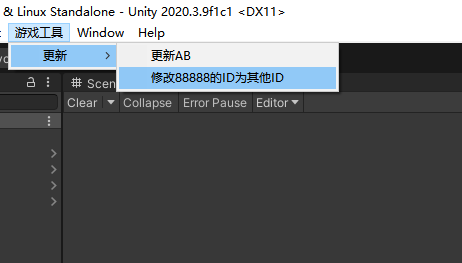 & Linux Standalone - Unity 2020.3.9f1c1 <DX11>
游戏工具 Window Help
更新 更新AB
修改88888的ID为其他ID
Scen
Clear Collapse Error Pause Editor